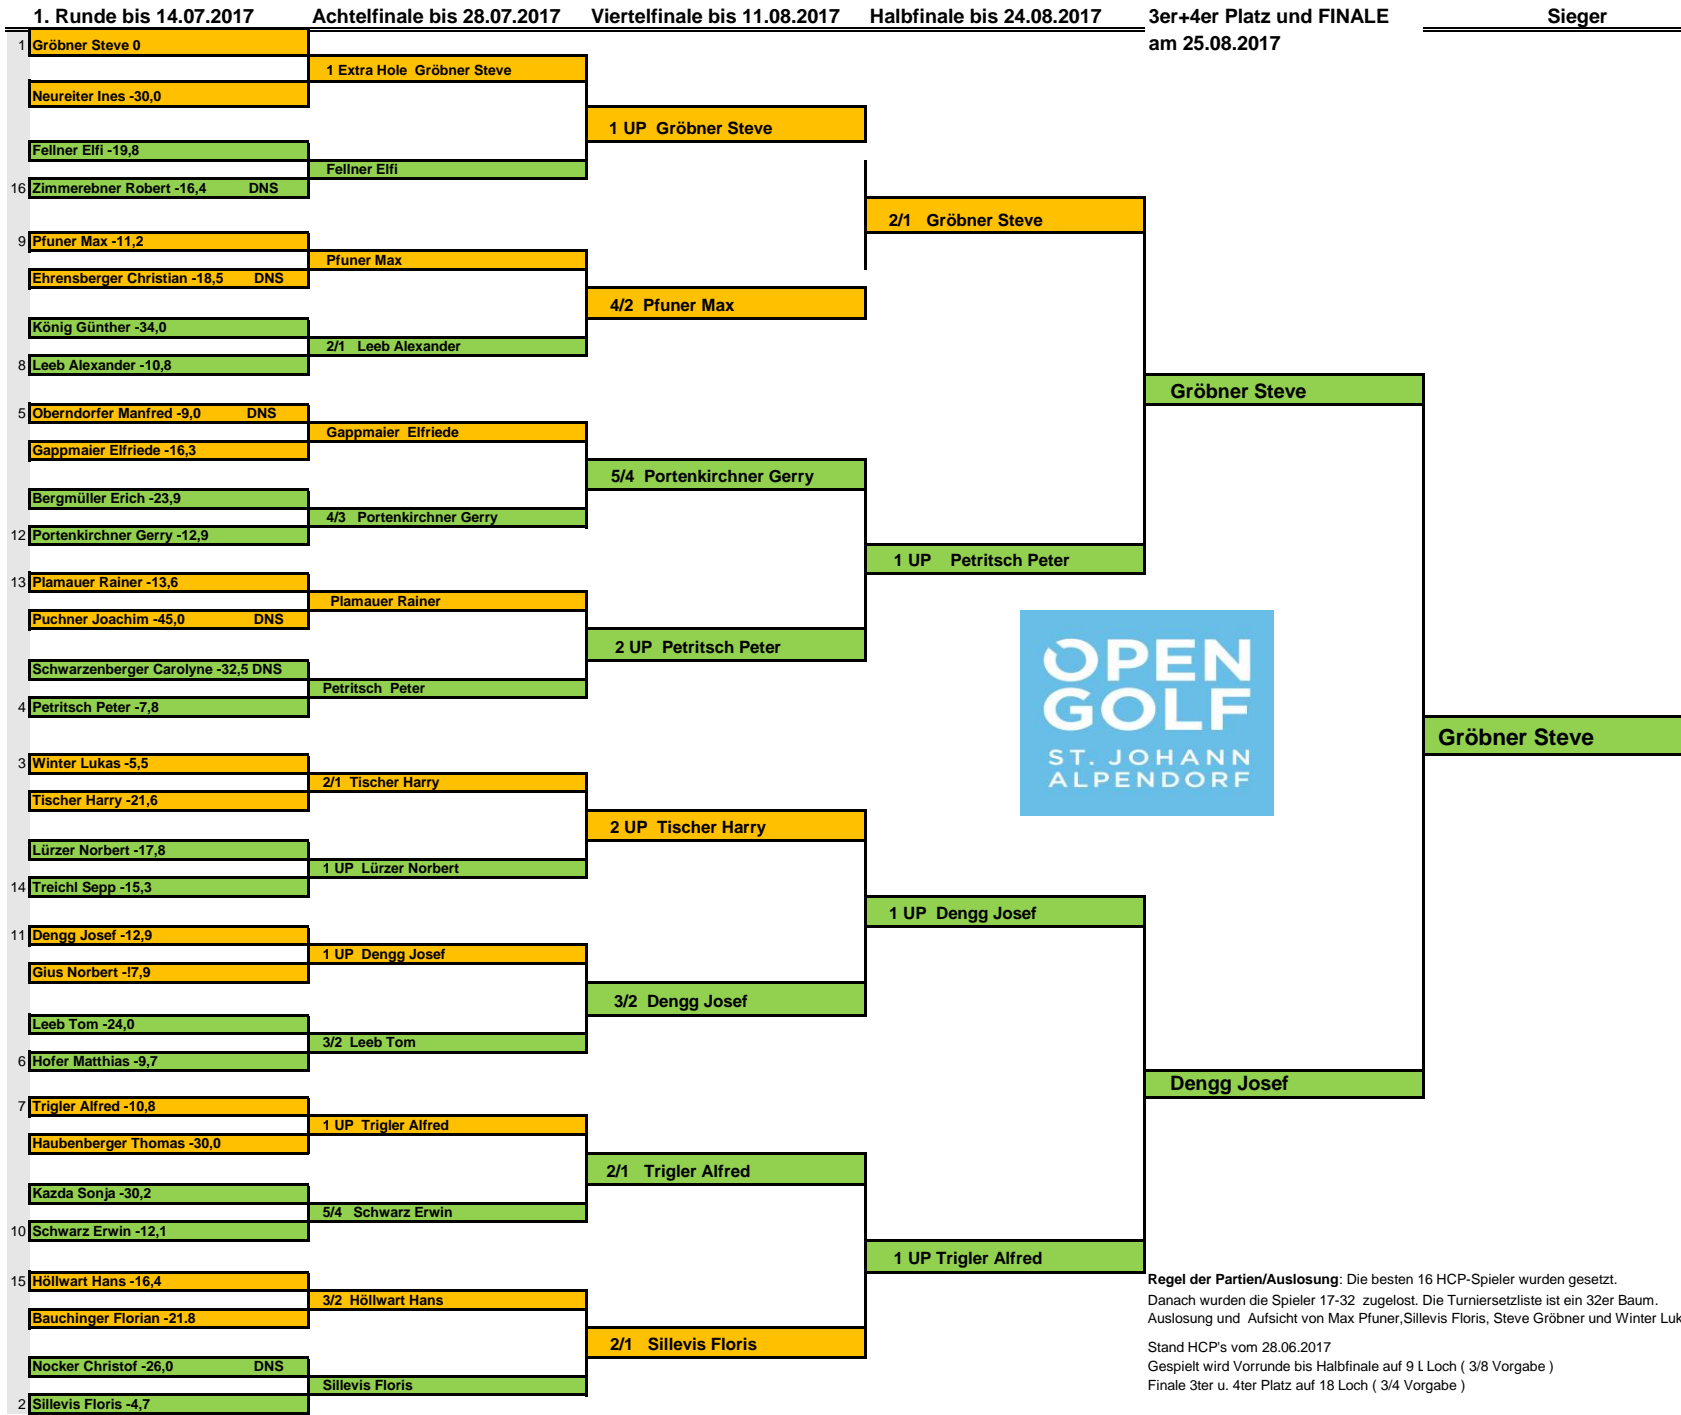 1. Runde bis 14.07.2017
Achtelfinale bis 28.07.2017
Viertelfinale bis 11.08.2017
Halbfinale bis 24.08.2017
3er+4er Platz und FINALE
am 25.08.2017
Sieger
1 Gröbner Steve 0
Neureiter Ines -30,0
Fellner Elfi -19,8
16 Zimmerebner Robert -16,4 DNS
9 Pfuner Max -11,2
Ehrensberger Christian -18,5 DNS
König Günther -34,0
8 Leeb Alexander -10,8
5 Oberndorfer Manfred -9,0 DNS
Gappmaier Elfriede -16,3
Bergmüller Erich -23,9
12 Portenkirchner Gerry -12,9
13 Plamauer Rainer -13,6
Puchner Joachim -45,0 DNS
Schwarzenberger Carolyne -32,5 DNS
4 Petritsch Peter -7,8
3 Winter Lukas -5,5
Tischer Harry -21,6
Lürzer Norbert -17,8
14 Treichl Sepp -15,3
11 Dengg Josef -12,9
Gius Norbert -!7,9
Leeb Tom -24,0
6 Hofer Matthias -9,7
7 Trigler Alfred -10,8
Haubenberger Thomas -30,0
Kazda Sonja -30,2
10 Schwarz Erwin -12,1
15 Höllwart Hans -16,4
Bauchinger Florian -21.8
Nocker Christof -26,0 DNS
2 Sillevis Floris -4,7
1 Extra Hole Gröbner Steve
Fellner Elfi
Pfuner Max
2/1 Leeb Alexander
Gappmaier Elfriede
4/3 Portenkirchner Gerry
Plamauer Rainer
Petritsch Peter
2/1 Tischer Harry
1 UP Lürzer Norbert
1 UP Dengg Josef
3/2 Leeb Tom
1 UP Trigler Alfred
5/4 Schwarz Erwin
3/2 Höllwart Hans
Sillevis Floris
1 UP Gröbner Steve
4/2 Pfuner Max
5/4 Portenkirchner Gerry
2 UP Petritsch Peter
2 UP Tischer Harry
3/2 Dengg Josef
2/1 Trigler Alfred
2/1 Sillevis Floris
2/1 Gröbner Steve
1 UP Petritsch Peter
1 UP Dengg Josef
1 UP Trigler Alfred
Gröbner Steve
Dengg Josef
Gröbner Steve
OPEN
GOLF
ST. JOHANN
ALPENDORF
Regel der Partien/Auslosung: Die besten 16 HCP-Spieler wurden gesetzt.
Danach wurden die Spieler 17-32 zugelost. Die Turniersetzliste ist ein 32er Baum.
Auslosung und Aufsicht von Max Pfuner,Sillevis Floris, Steve Gröbner und Winter Luk
Stand HCP's vom 28.06.2017
Gespielt wird Vorrunde bis Halbfinale auf 9 L Loch ( 3/8 Vorgabe )
Finale 3ter u. 4ter Platz auf 18 Loch ( 3/4 Vorgabe )